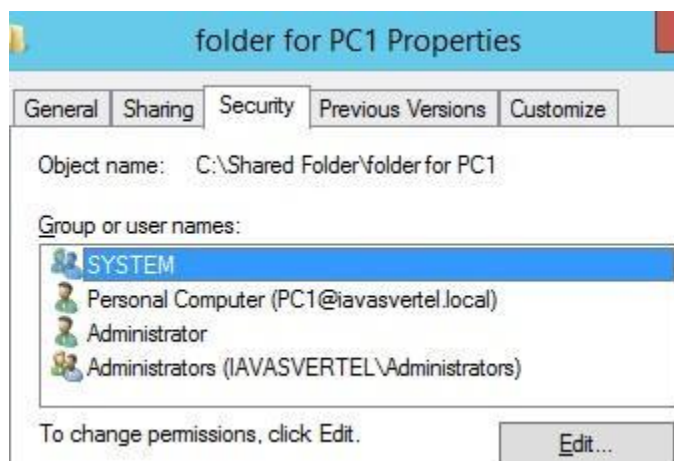 folder for PC1 Properties
General Sharing Security Previous Versions Customize
Object name: C:\Shared Folder\folder for PC1
Group or user names:
SYSTEM
Personal Computer (PC1@iavasvertel.local)
Administrator
Administrators (IAVASVERTEL\Administrators)
To change permissions, click Edit.
Edit...